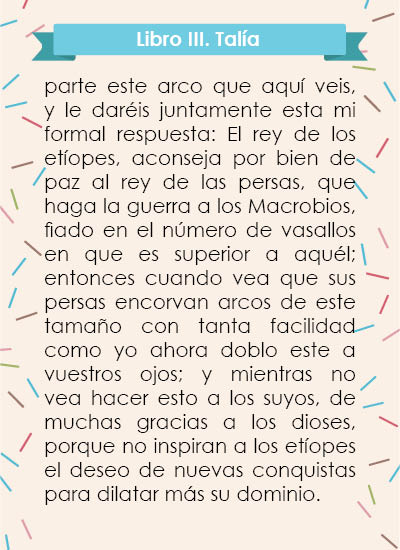 Libro III. Talía
parte este arco que aquí veis,
y le daréis juntamente esta mi
formal respuesta: El rey de los
etíopes, aconseja por bien de
paz al rey de las persas, que
haga la guerra a los Macrobios,
fiado en el número de vasallos
en que es superior a aquél;
entonces cuando vea que sus
persas encorvan arcos de este
tamaño con tanta facilidad
como yo ahora doblo este a
vuestros ojos; y mientras no
vea hacer esto a los suyos, de
muchas gracias a los dioses,
porque no inspiran a los etíopes
el deseo de nuevas conquistas
para dilatar más su dominio.